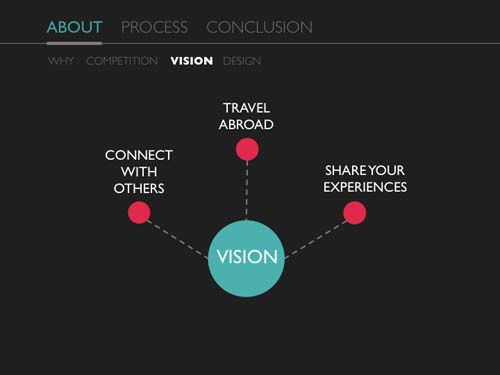 ABOUT PROCESS CONCLUSION
WHY COMPETITION VISION DESIGN
TRAVEL
ABROAD
CONNECT
WITH
OTHERS
SHARE YOUR
EXPERIENCES
VISION